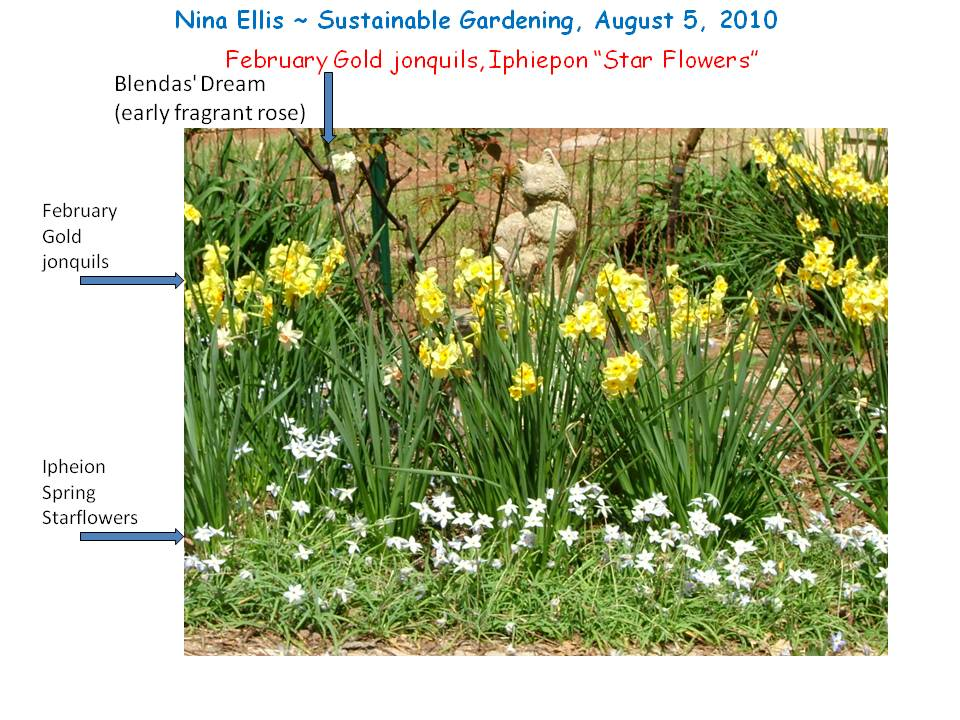 Nina Ellis ~ Sustainable Gardening, August 5, 2010
February Gold jonquils, Iphiepon “Star Flowers”
Blendas' Dream
(early fragrant rose)
February
Gold
jonquils
Ipheion
Spring
Starflowers